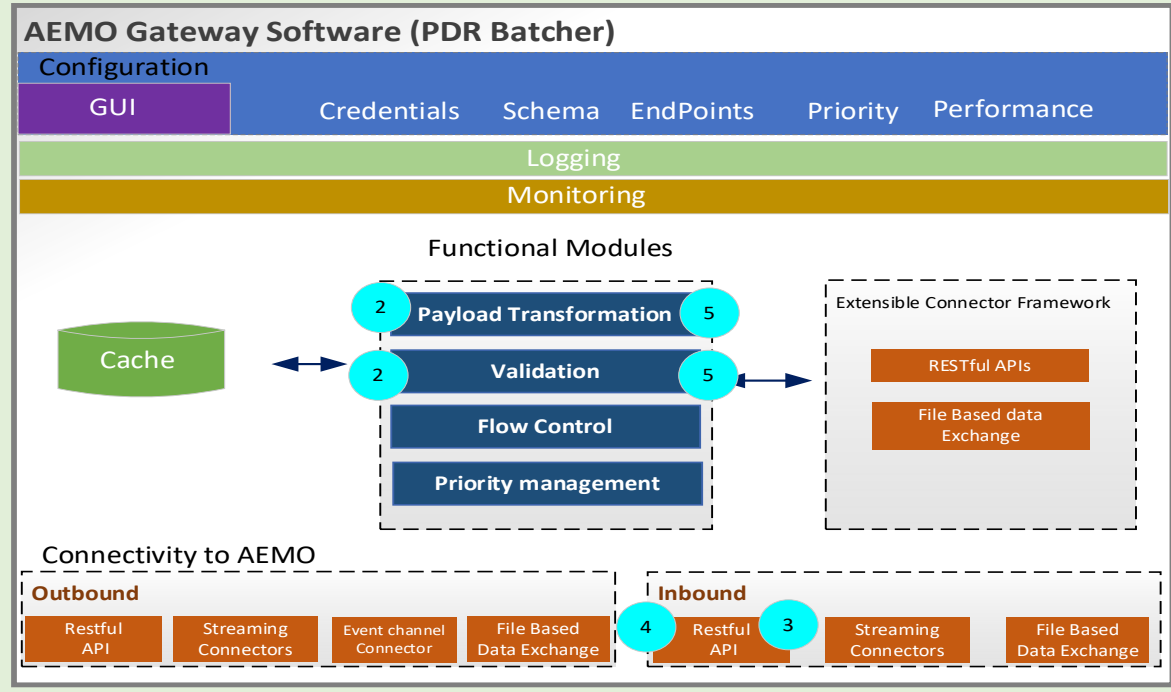 AEMO Gateway Software (PDR Batcher)
Configuration
GUI
Credentials
Schema
EndPoints
Priority
Performance
Logging
Monitoring
Functional Modules
2
Payload Transformation
5
2
Validation
5
Flow Control
Priority management
Cache
Extensible Connector Framework
RESTful APIs
File Based data
Exchange
Connectivity to AEMO
Outbound
Restful
API
Streaming
Connectors
Event channel
Connector
File Based
Data Exchange
Inbound
4
Restful
API
3
Streaming
Connectors
File Based
Data Exchange